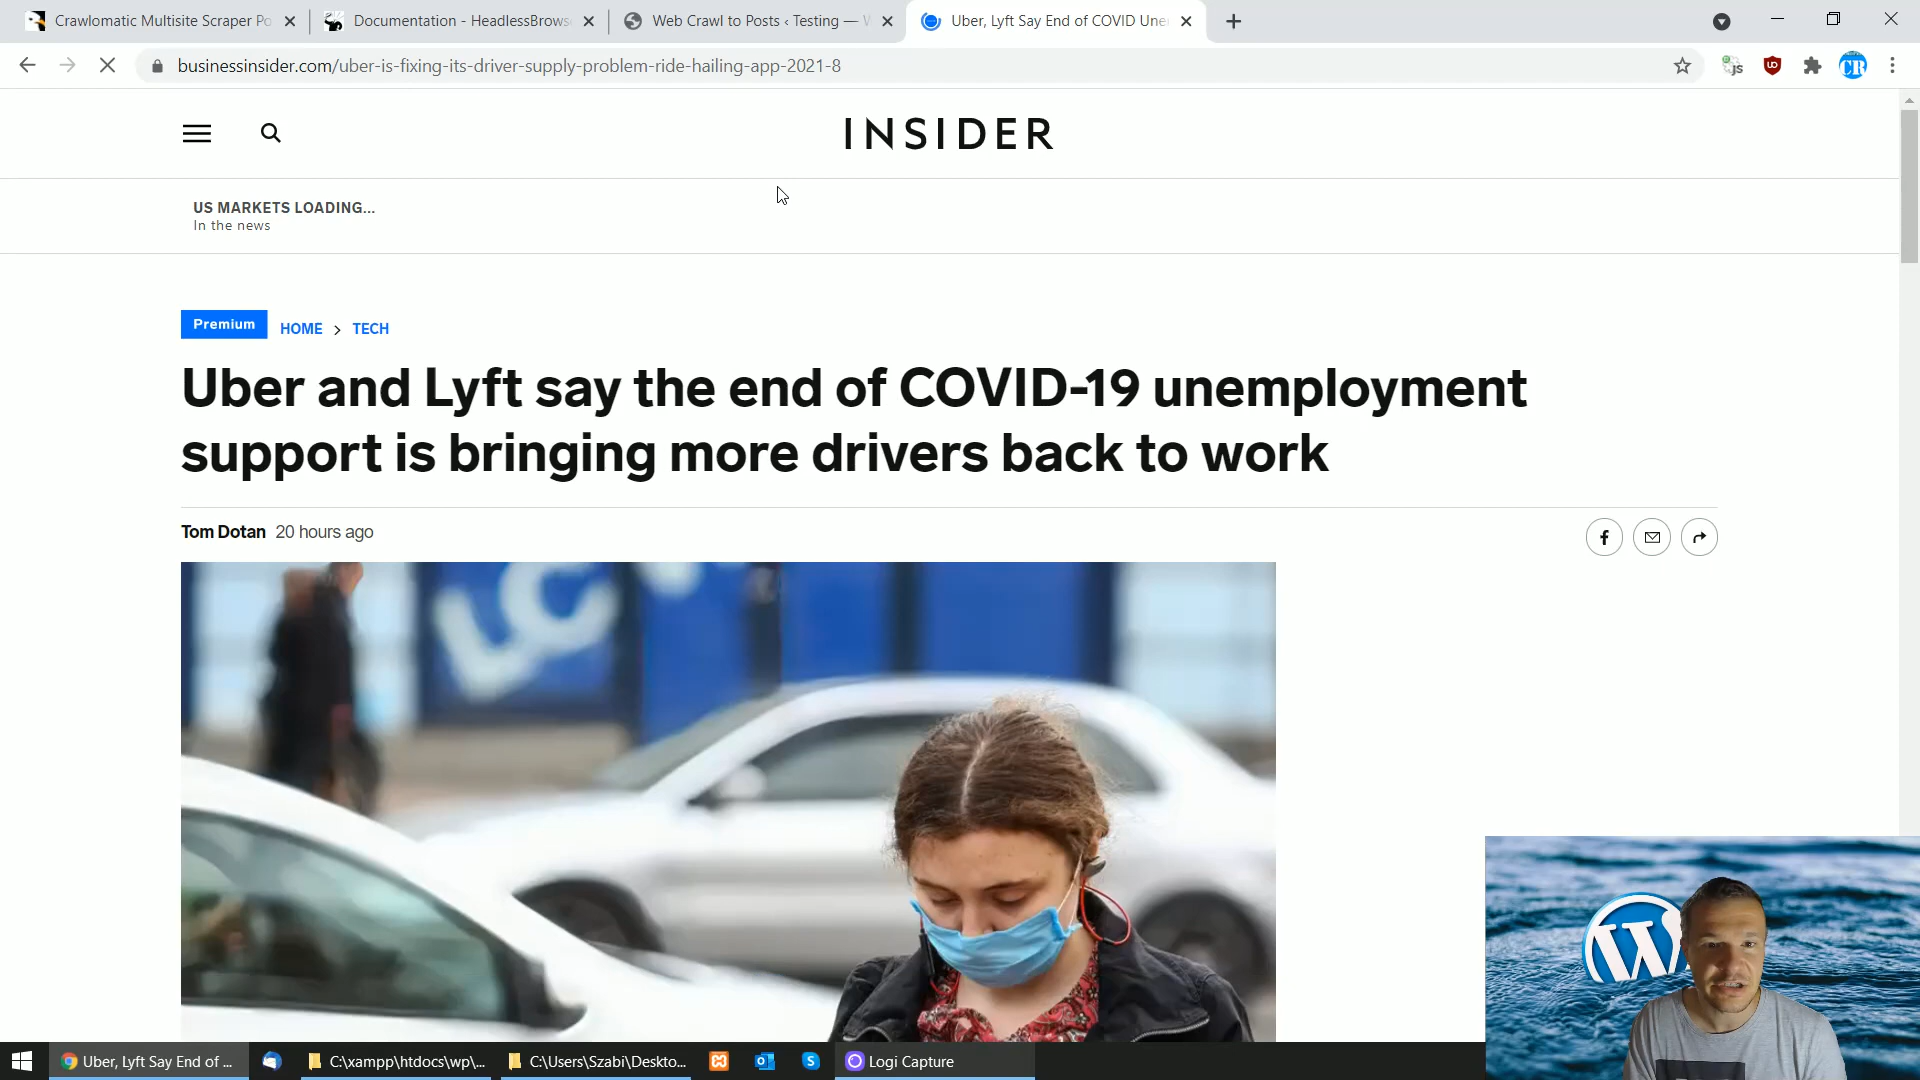 Crawlomatic Multisite Scraper Po
Documentation - HeadlessBrows
Web Crawl to Posts ‹ Testing — W
Uber, Lyft Say End of COVID Une
businessinsider.com/uber-is-fixing-its-driver-supply-problem-ride-hailing-app-2021-8
JS
CR
INSIDER
US MARKETS LOADING...
In the news
Premium
HOME > TECH
Uber and Lyft say the end of COVID-19 unemployment
support is bringing more drivers back to work
Tom Dotan 20 hours ago
LC
W
Uber, Lyft Say End of ...
C:\xampp\htdocs\wp\...
C:\Users\Szabi\Deskto...
Logi Capture